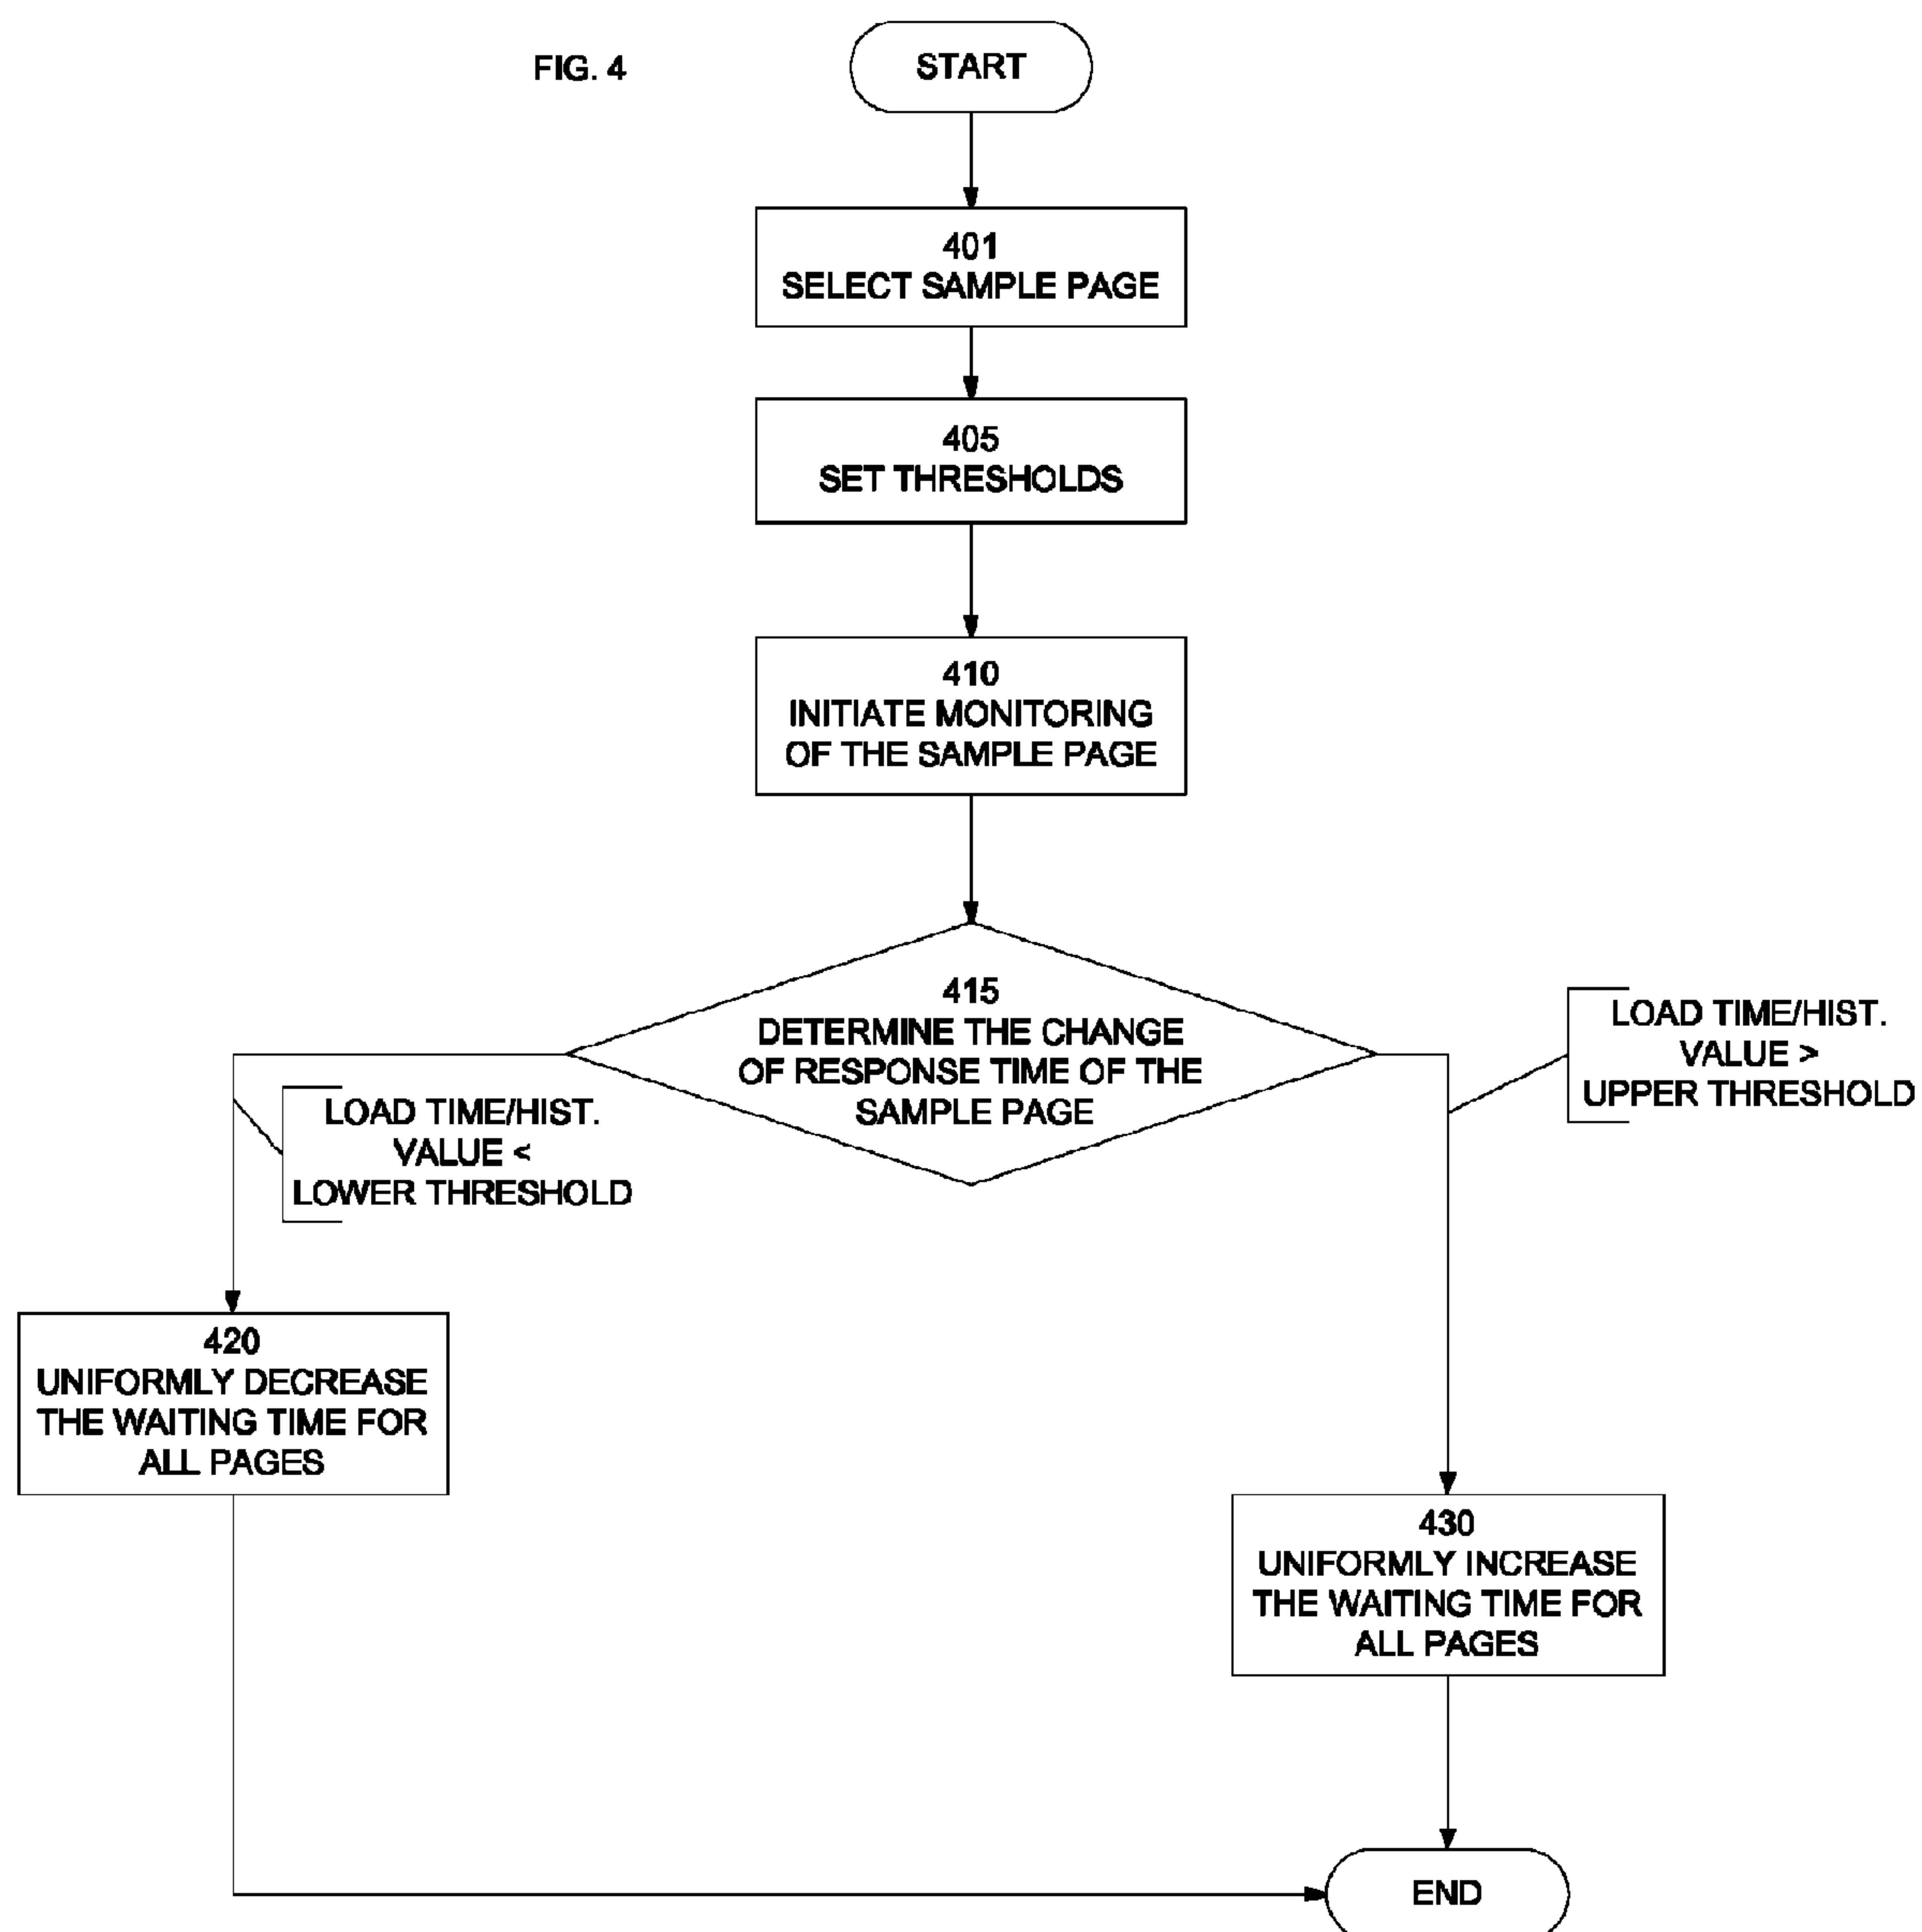 FIG. 4
START
401
SELECT SAMPLE PAGE
405
SET THRESHOLDS
410
INITIATE MONITORING
OF THE SAMPLE PAGE
415
DETERMINE THE CHANGE
OF RESPONSE TIME OF THE
SAMPLE PAGE
LOAD TIME/HIST.
VALUE <
LOWER THRESHOLD
LOAD TIME/HIST.
VALUE >
UPPER THRESHOLD
420
UNIFORMLY DECREASE
THE WAITING TIME FOR
ALL PAGES
430
UNIFORMLY INCREASE
THE WAITING TIME FOR
ALL PAGES
END